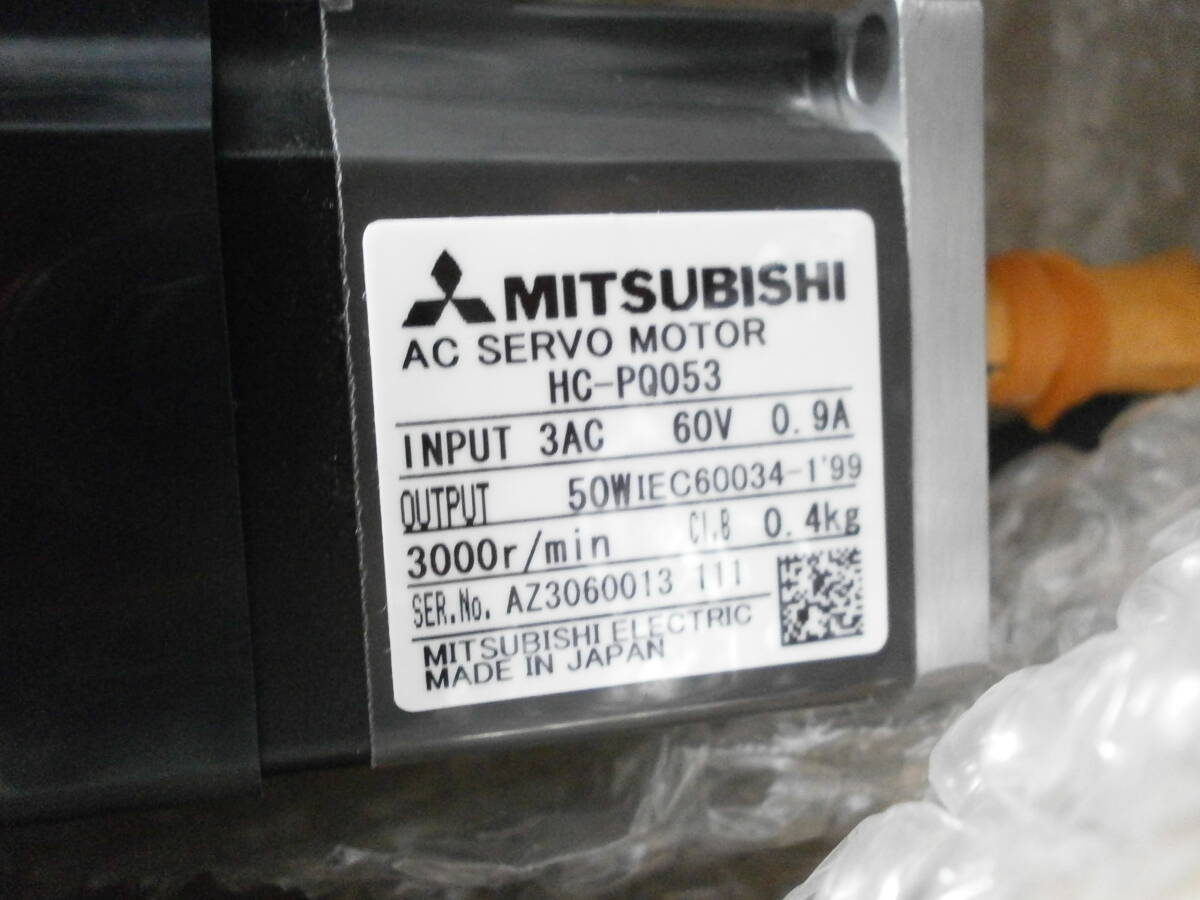 MITSUBISHI
AC SERVO MOTOR
HC-PQ053
INPUT 3AC 60V 0.9A
OUTPUT 50W IEC60034-1'99
3000r/min Cl.B 0.4kg
SER.No. AZ3060013 111
MITSUBISHI ELECTRIC
MADE IN JAPAN